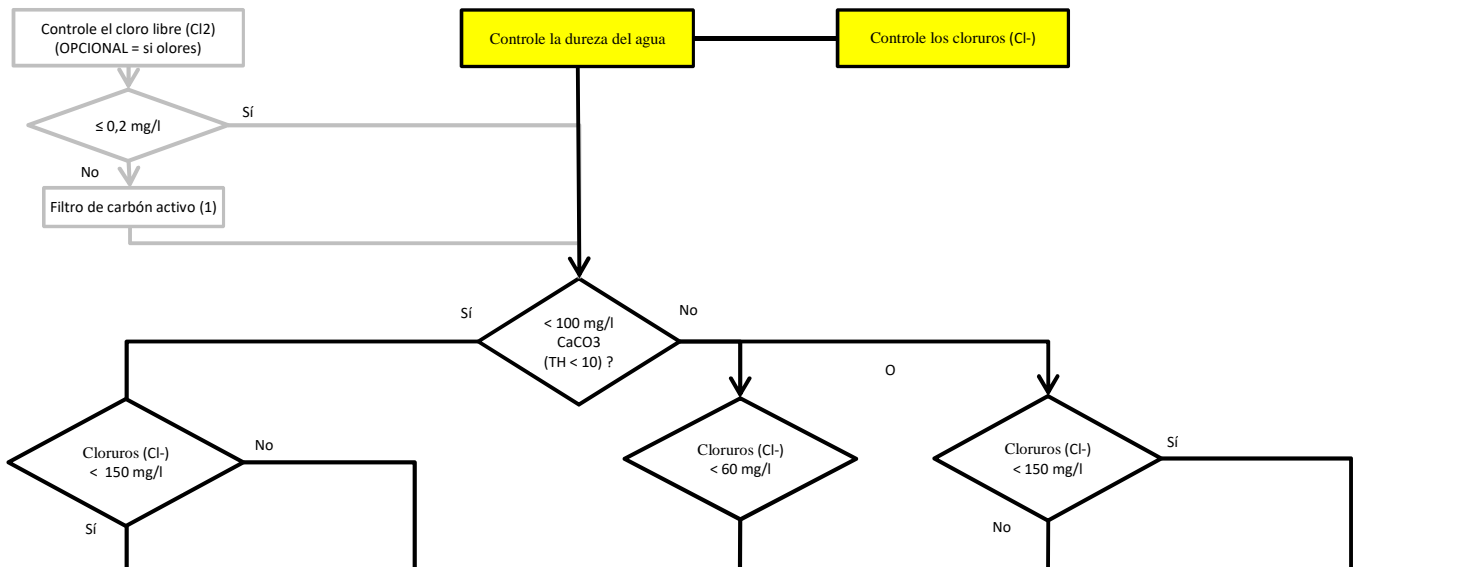 Controle el cloro libre (Cl2)
(OPCIONAL = si olores)
Controle la dureza del agua
Controle los cloruros (Cl-)
Sí
≤ 0,2 mg/l
No
Filtro de carbón activo (1)
Sí
No
< 100 mg/l
CaCO3
(TH < 10) ?
O
Cloruros (Cl-)
< 150 mg/l
No
Sí
Cloruros (Cl-)
< 60 mg/l
Cloruros (Cl-)
< 150 mg/l
Sí
No